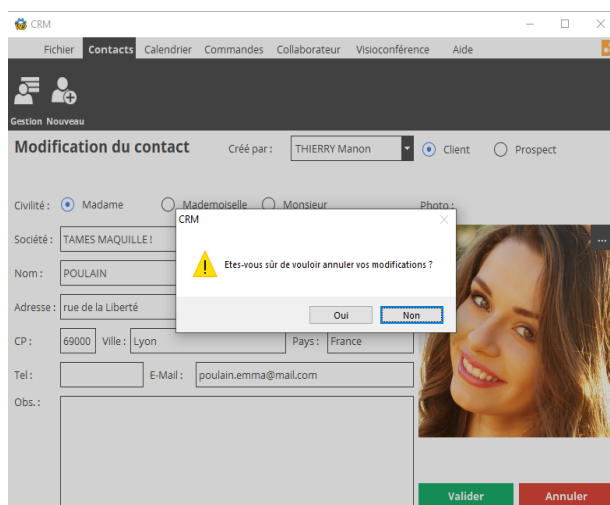 CRM
Fichier Contacts Calendrier Commandes Collaborateur Visioconférence Aide
Gestion Nouveau
Modification du contact Créé par : THIERRY Manon Client Prospect
Civilité : Madame Mademoiselle Monsieur Photo :
CRM
Société : TAMES MAQUILLE ! ...
Etes-vous sûr de vouloir annuler vos modifications ?
Nom : POULAIN
Adresse : rue de la Liberté
Oui Non
CP : 69000 Ville : Lyon Pays : France
Tel : E-Mail : poulain.emma@mail.com
Obs. :
Valider Annuler